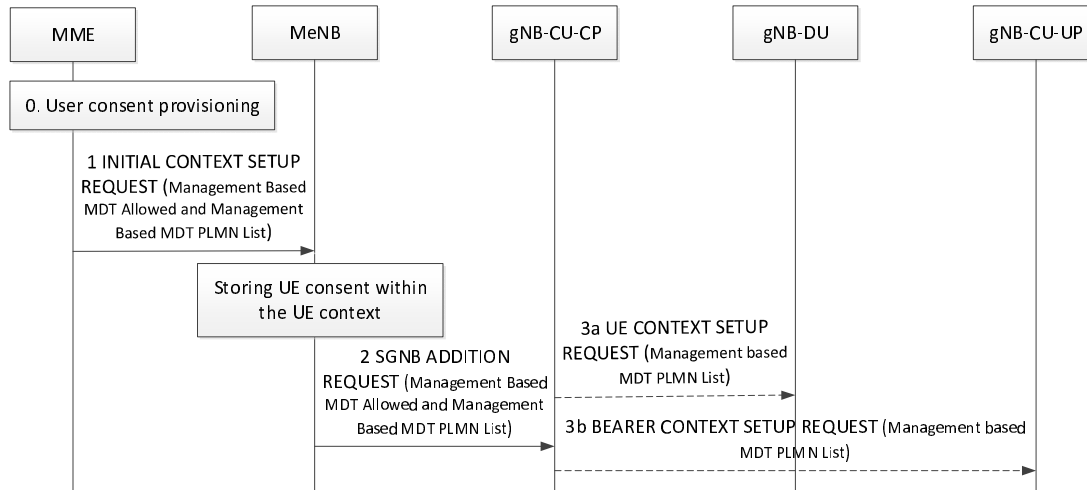 MME
MeNB
gNB-CU-CP
gNB-DU
gNB-CU-UP
0. User consent provisioning
1 INITIAL CONTEXT SETUP
REQUEST (Management Based
MDT Allowed and Management
Based MDT PLMN List)
Storing UE consent within
the UE context
2 SGNB ADDITION
REQUEST (Management Based
MDT Allowed and Management
Based MDT PLMN List)
3a UE CONTEXT SETUP
REQUEST (Management based
MDT PLMN List)
3b BEARER CONTEXT SETUP REQUEST (Management based
MDT PLMN List)